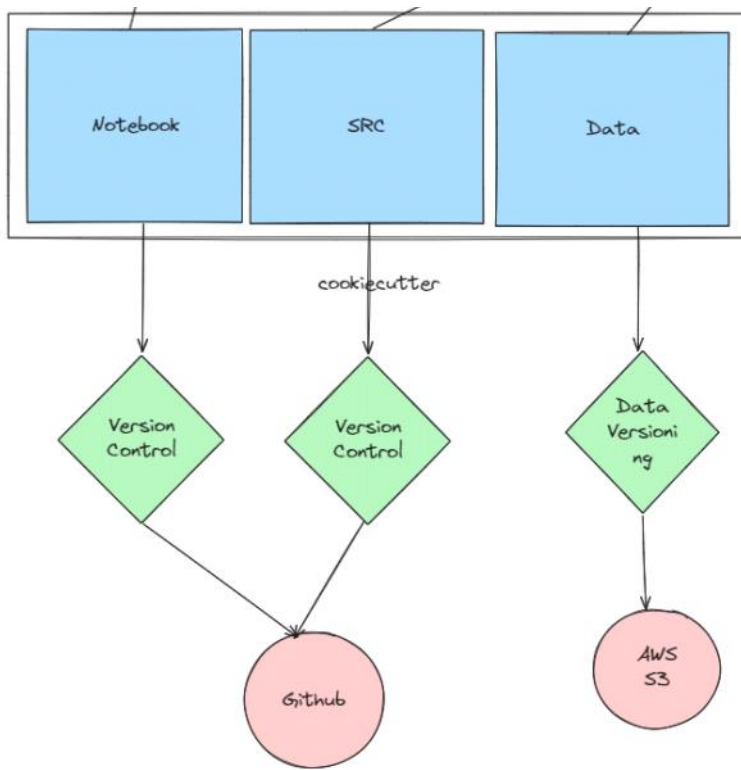 Notebook
SRC
Data
cookiecutter
Version
Control
Version
Control
Data
Versioni
ng
Github
AWS
S3